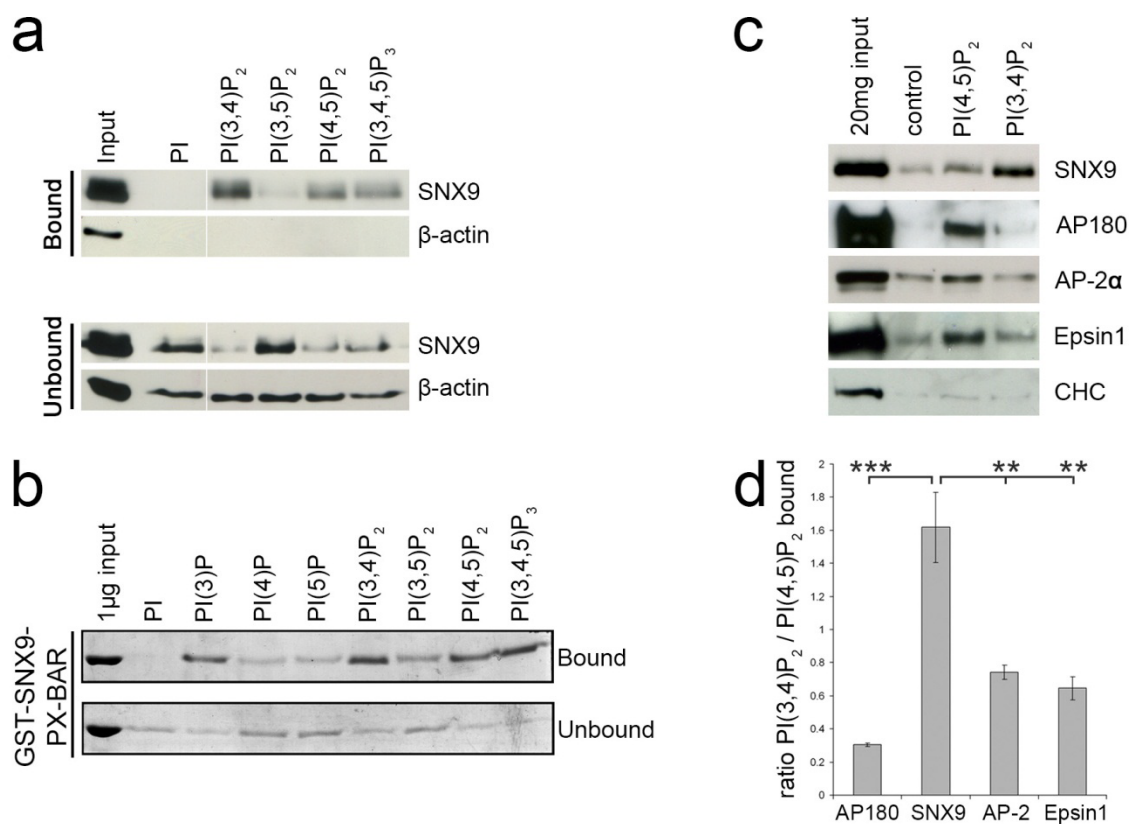 a
Input
PI
PI(3,4)P₂
PI(3,5)P₂
PI(4,5)P₂
PI(3,4,5)P₃
Bound
SNX9
β-actin
Unbound
SNX9
β-actin
b
1µg input
PI
PI(3)P
PI(4)P
PI(5)P
PI(3,4)P₂
PI(3,5)P₂
PI(4,5)P₂
PI(3,4,5)P₃
GST-SNX9-
PX-BAR
Bound
Unbound
c
20mg input
control
PI(4,5)P₂
PI(3,4)P₂
SNX9
AP180
AP-2α
Epsin1
CHC
d
ratio PI(3,4)P₂ / PI(4,5)P₂ bound
2
1.8
1.6
1.4
1.2
1
0.8
0.6
0.4
0.2
0
*** ** **
AP180 SNX9 AP-2 Epsin1